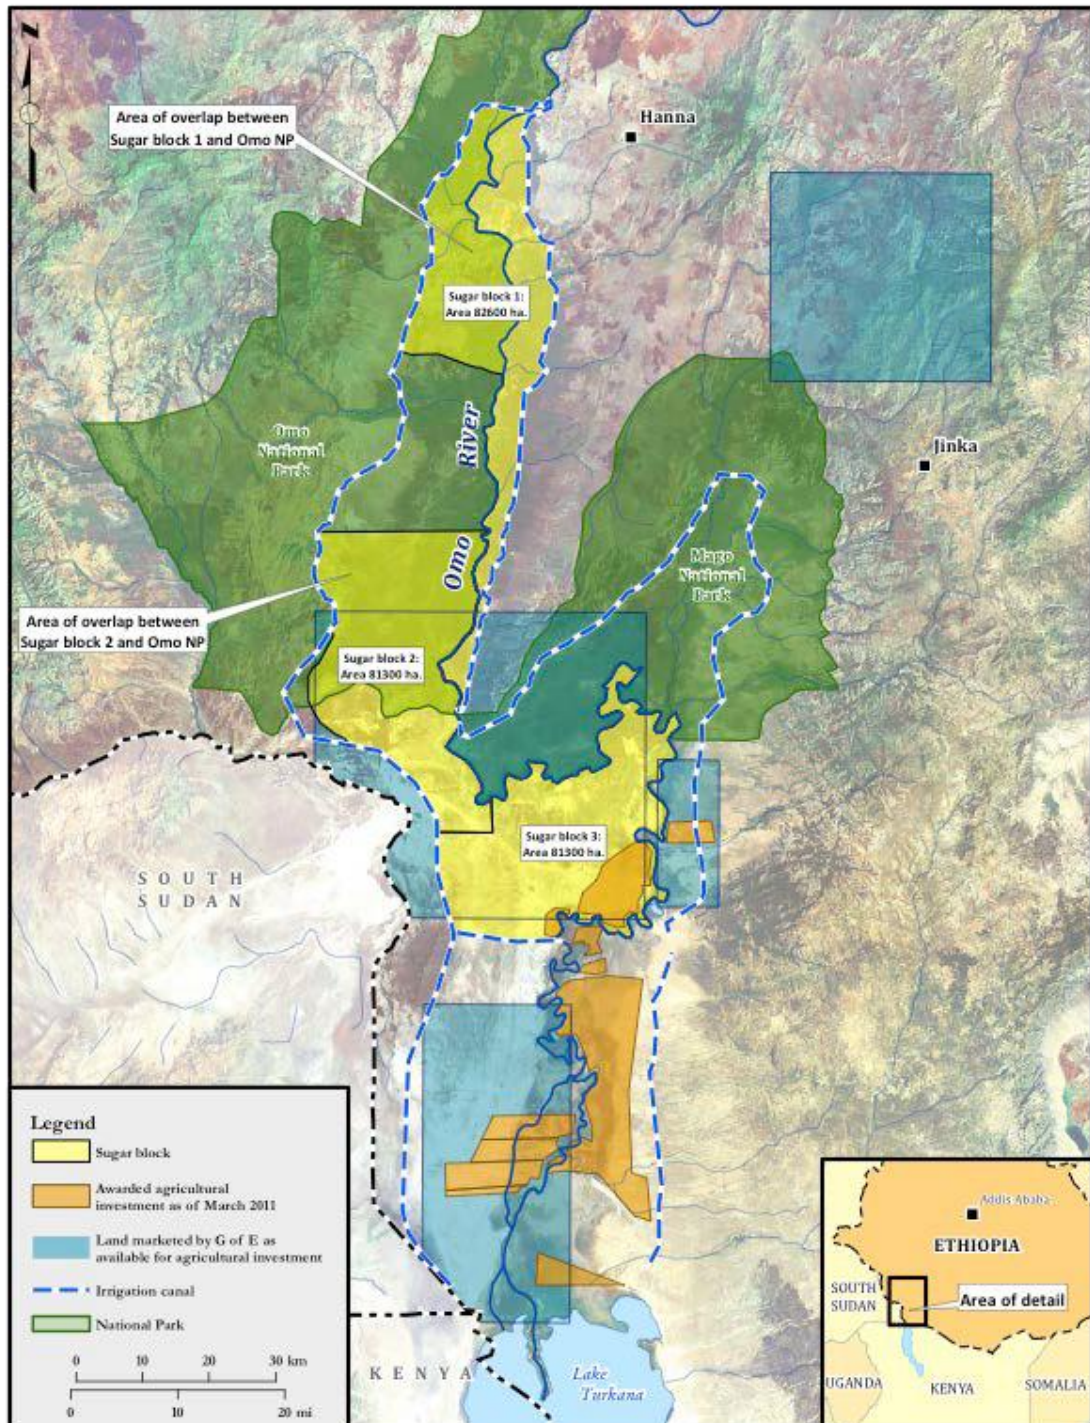 Z
Hanna
Area of overlap between
Sugar block 1 and Omo NP
Sugar block 1:
Area 82600 ha.
Omo
National
Park
River
Omo
Jinka
Mago
National
Park
Area of overlap between
Sugar block 2 and Omo NP
Sugar block 2:
Area 81300 ha.
Sugar block 3:
Area 81300 ha.
SOUTH
SUDAN
Legend
Sugar block
Awarded agricultural
investment as of March 2011
Land marketed by G of E as
available for agricultural investment
Irrigation canal
National Park
0 10 20 30 km
0 10 20 mi
KENYA
Lake
Turkana
Addis Ababa
ETHIOPIA
SOUTH
SUDAN
Area of detail
UGANDA
KENYA
SOMALIA